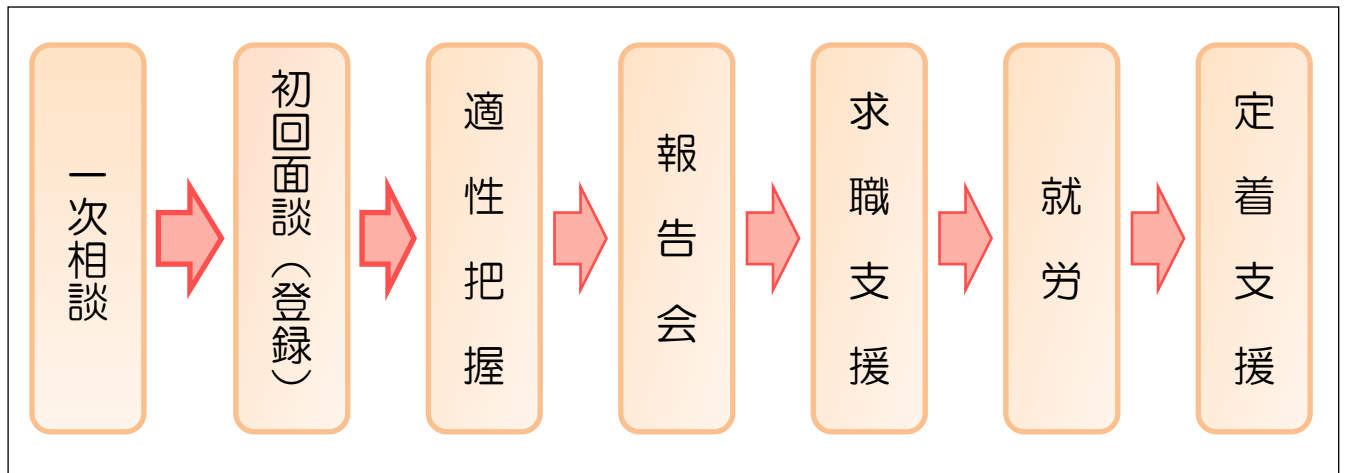 一次相談
初回面談（登録）
適性把握
報告会
求職支援
就労
定着支援